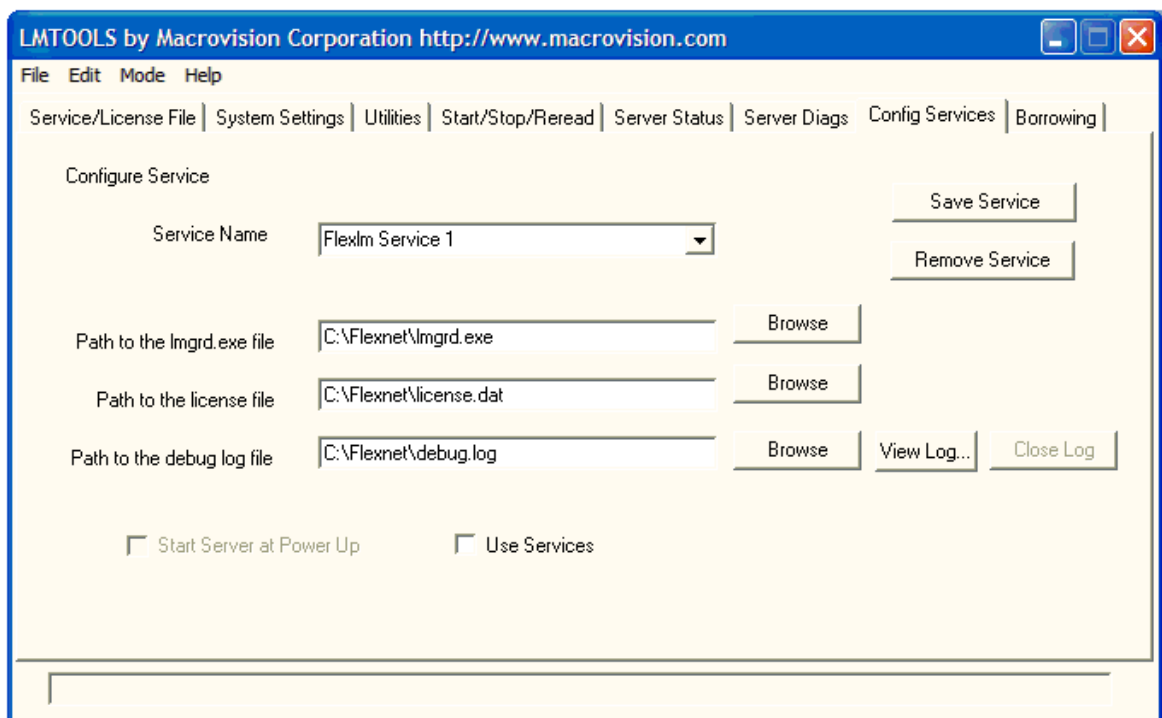 LMTOOLS by Macrovision Corporation http://www.macrovision.com
File Edit Mode Help
Service/License File System Settings Utilities Start/Stop/Reread Server Status Server Diags Config Services Borrowing
Configure Service
Save Service
Service Name Flexlm Service 1
Remove Service
Path to the lmgrd.exe file C:\Flexnet\lmgrd.exe Browse
Path to the license file C:\Flexnet\license.dat Browse
Path to the debug log file C:\Flexnet\debug.log Browse View Log... Close Log
Start Server at Power Up Use Services